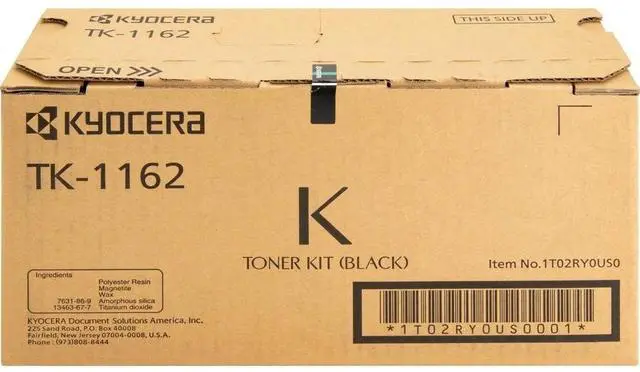 KYOCERA
TK-1162
THIS SIDE UP
OPEN >>>
KYOCERA
TK-1162
K
TONER KIT (BLACK)
Item No.1T02RY0US0
Ingredients
Polyester Resin
Magnetite
Wax
7631-86-9 Amorphous silica
13463-67-7 Titanium dioxide
KYOCERA Document Solutions America, Inc.
225 Sand Road, P.O. Box 40008
Fairfield, New Jersey 07004-0008, U.S.A.
Phone : (973)808-8444
*1T02RY0US0001*